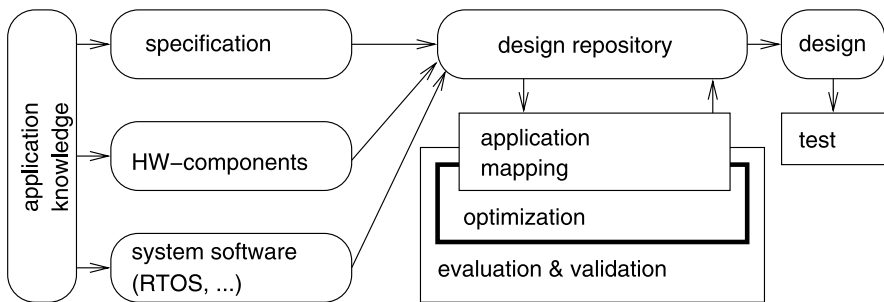 application
knowledge
specification
HW−components
system software
(RTOS, ...)
design repository
design
test
application
mapping
optimization
evaluation & validation